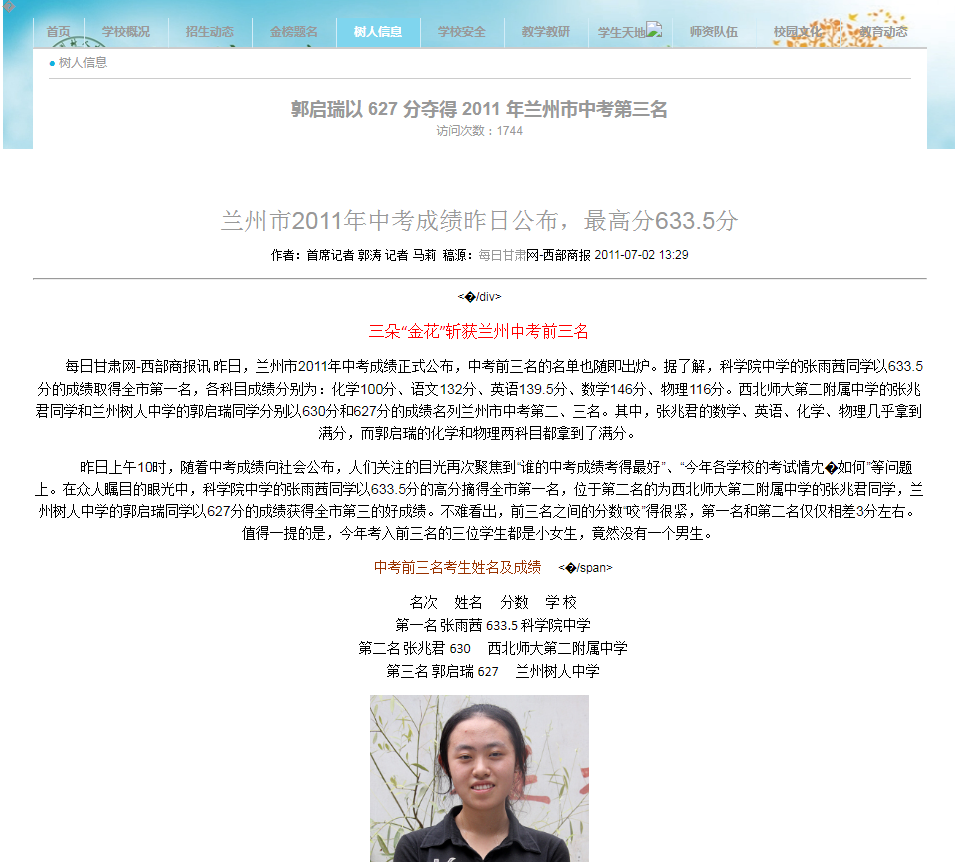 首页 学校概况 招生动态 金榜题名 树人信息 学校安全 教学教研 学生天地 师资队伍 校园文化 教育动态
树人信息
郭启瑞以 627 分夺得 2011 年兰州市中考第三名
访问次数：1744
兰州市2011年中考成绩昨日公布，最高分633.5分
作者：首席记者 郭涛 记者 马莉 稿源：每日甘肃网-西部商报 2011-07-02 13:29
<�/div>
三朵“金花”斩获兰州中考前三名
每日甘肃网-西部商报讯 昨日，兰州市2011年中考成绩正式公布，中考前三名的名单也随即出炉。据了解，科学院中学的张雨茜同学以633.5
分的成绩取得全市第一名，各科目成绩分别为：化学100分、语文132分、英语139.5分、数学146分、物理116分。西北师大第二附属中学的张兆
君同学和兰州树人中学的郭启瑞同学分别以630分和627分的成绩名列兰州市中考第二、三名。其中，张兆君的数学、英语、化学、物理几乎拿到
满分，而郭启瑞的化学和物理两科目都拿到了满分。
昨日上午10时，随着中考成绩向社会公布，人们关注的目光再次聚焦到“谁的中考成绩考得最好”、“今年各学校的考试情冘�如何”等问题
上。在众人瞩目的眼光中，科学院中学的张雨茜同学以633.5分的高分摘得全市第一名，位于第二名的为西北师大第二附属中学的张兆君同学，兰
州树人中学的郭启瑞同学以627分的成绩获得全市第三的好成绩。不难看出，前三名之间的分数“咬”得很紧，第一名和第二名仅仅相差3分左右。
值得一提的是，今年考入前三名的三位学生都是小女生，竟然没有一个男生。
中考前三名考生姓名及成绩 <�/span>
名次 姓名 分数 学 校
第一名 张雨茜 633.5 科学院中学
第二名 张兆君 630 西北师大第二附属中学
第三名 郭启瑞 627 兰州树人中学